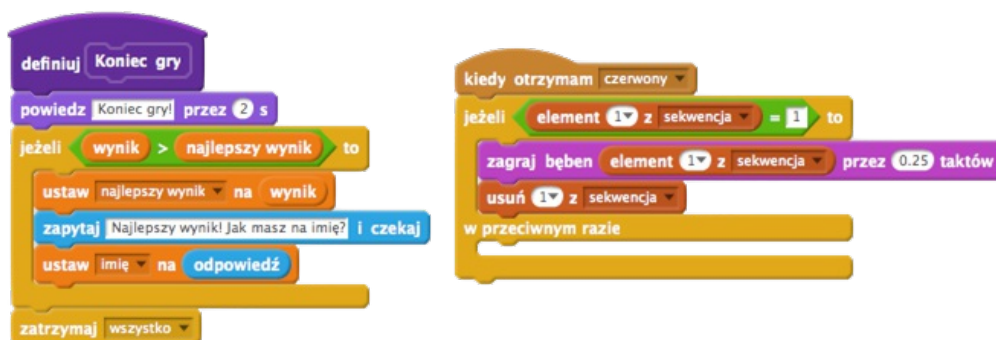 definiuj Koniec gry
powiedz Koniec gry! przez 2 s
jeżeli wynik > najlepszy wynik to
ustaw najlepszy wynik na wynik
zapytaj Najlepszy wynik! Jak masz na imię? i czekaj
ustaw imię na odpowiedź
zatrzymaj wszystko
kiedy otrzymam czerwony
jeżeli element 1 z sekwencja = 1 to
zagraj bęben element 1 z sekwencja przez 0.25 taktów
usuń 1 z sekwencja
w przeciwnym razie